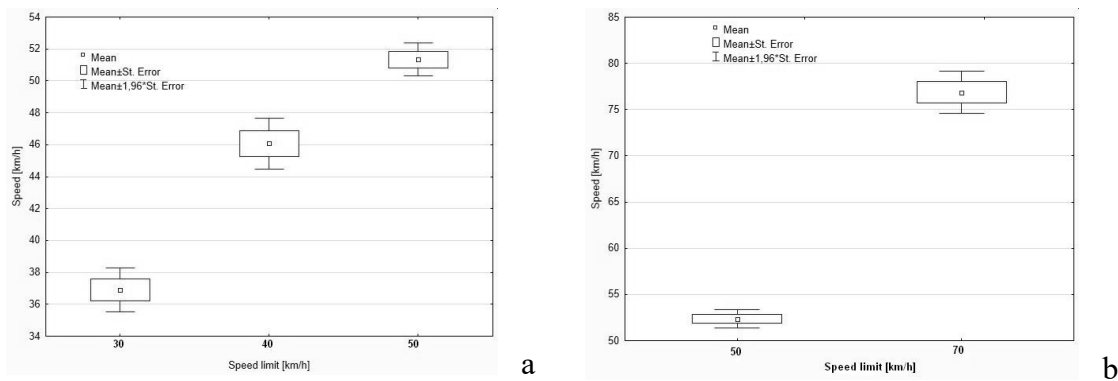 54
52
50
48
46
44
42
40
38
36
34
Speed [km/h]
Mean
Mean±St. Error
Mean±1,96*St. Error
30 40 50
Speed limit [km/h]
a
85
80
75
70
65
60
55
50
Speed [km/h]
Mean
Mean±St. Error
Mean±1,96*St. Error
50 70
Speed limit [km/h]
b